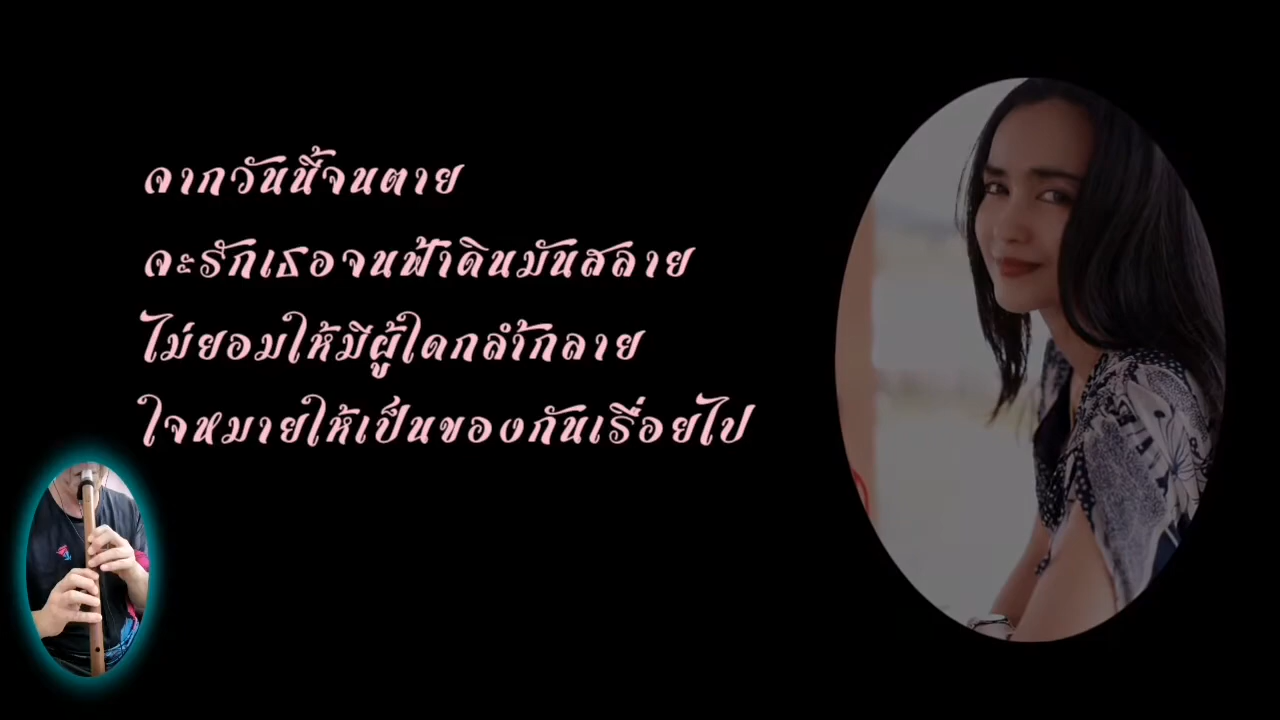 จากวันนี้จนตาย
จะรักเธอจนฟ้าดินมันสลาย
ไม่ยอมให้มีผู้ใดกล้ำกลาย
ใจหมายให้เป็นของกันเรื่อยไป